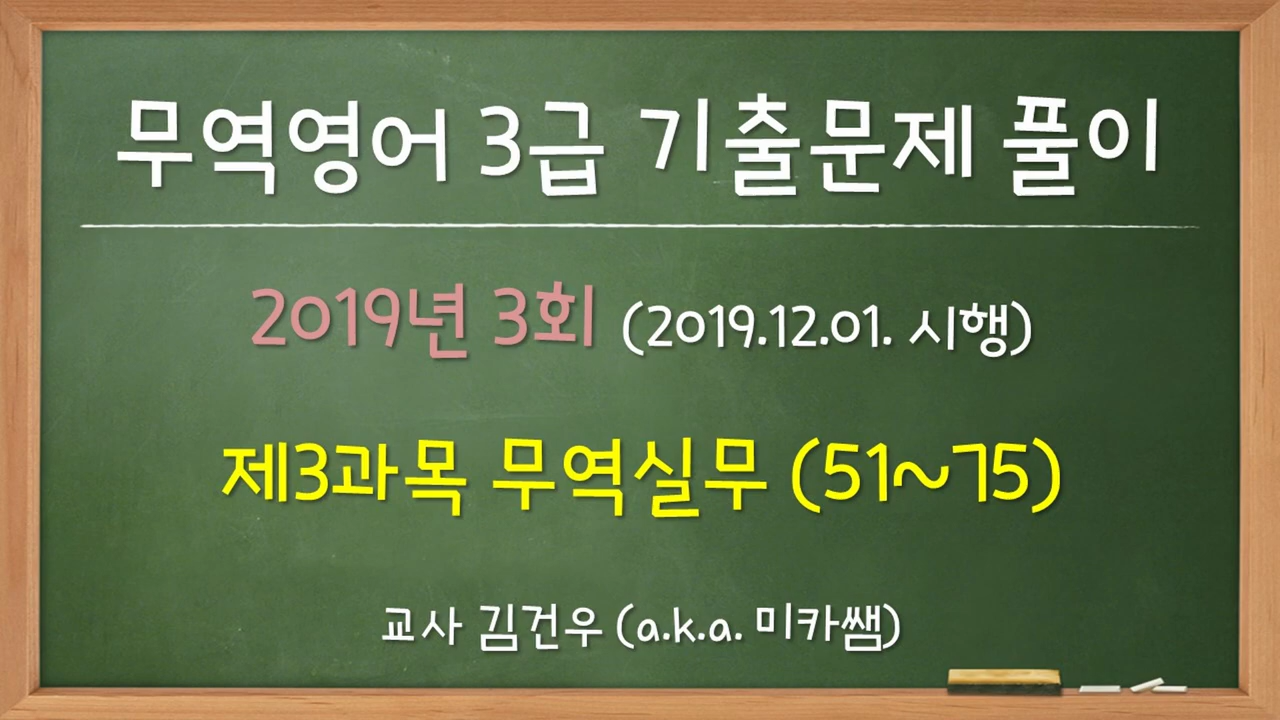 무역영어 3급 기출문제 풀이
2019년 3회 (2019.12.01. 시행)
제3과목 무역실무 (51~75)
교사 김건우 (a.k.a. 미카쌤)